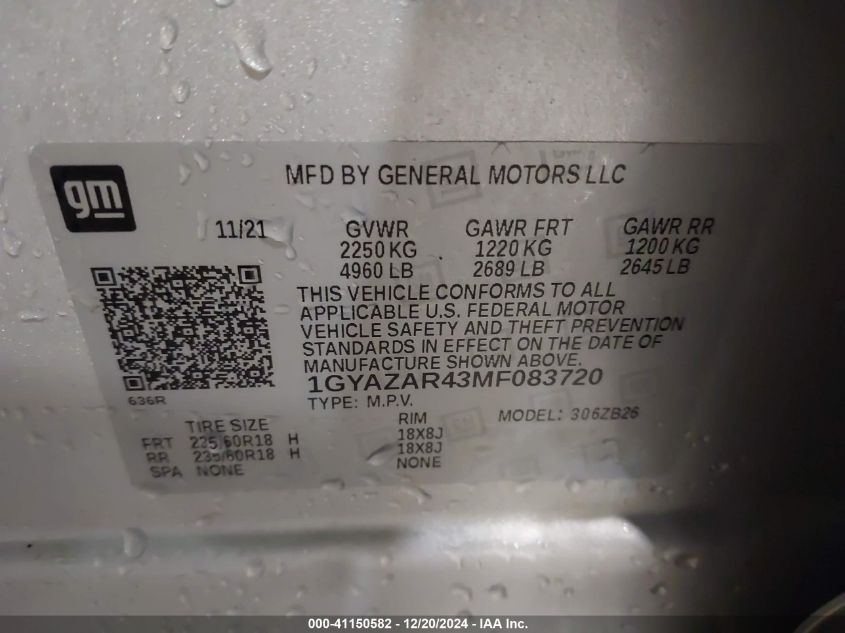 gm
MFD BY GENERAL MOTORS LLC
11/21 GVWR GAWR FRT GAWR RR
2250 KG 1220 KG 1200 KG
4960 LB 2689 LB 2645 LB
THIS VEHICLE CONFORMS TO ALL
APPLICABLE U.S. FEDERAL MOTOR
VEHICLE SAFETY AND THEFT PREVENTION
STANDARDS IN EFFECT ON THE DATE OF
MANUFACTURE SHOWN ABOVE.
1GYAZAR43MF083720
636R
TYPE: M.P.V. MODEL: 306ZB26
TIRE SIZE RIM
FRT 235/60R18 H 18X8J
RR 235/60R18 H 18X8J
SPA NONE NONE
000-41150582 - 12/20/2024 - IAA Inc.